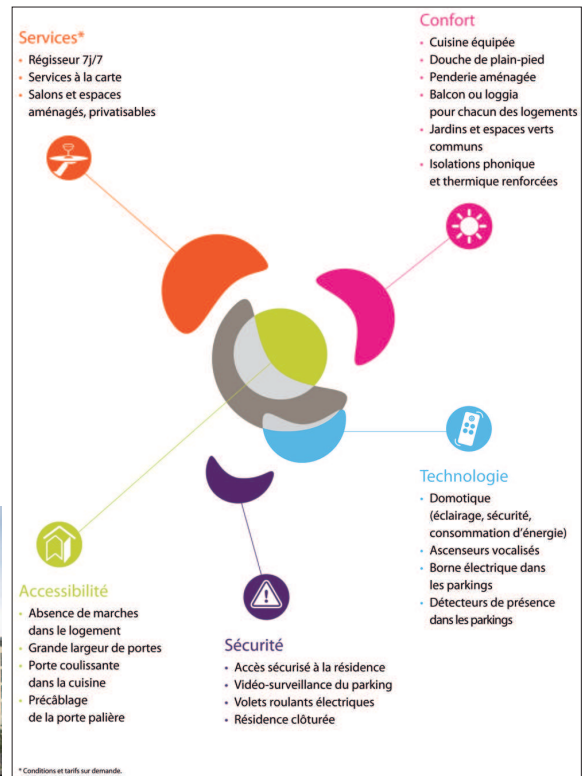 Services*
• Régisseur 7j/7
• Services à la carte
• Salons et espaces
aménagés, privatisables
Confort
• Cuisine équipée
• Douche de plain-pied
• Penderie aménagée
• Balcon ou loggia
pour chacun des logements
• Jardins et espaces verts
communs
• Isolations phonique
et thermique renforcées
Technologie
• Domotique
(éclairage, sécurité,
consommation d'énergie)
• Ascenseurs vocalisés
• Borne électrique dans
les parkings
• Détecteurs de présence
dans les parkings
Accessibilité
• Absence de marches
dans le logement
• Grande largeur de portes
• Porte coulissante
dans la cuisine
• Précâblage
de la porte palière
Sécurité
• Accès sécurisé à la résidence
• Vidéo-surveillance du parking
• Volets roulants électriques
• Résidence clôturée
* Conditions et tarifs sur demande.